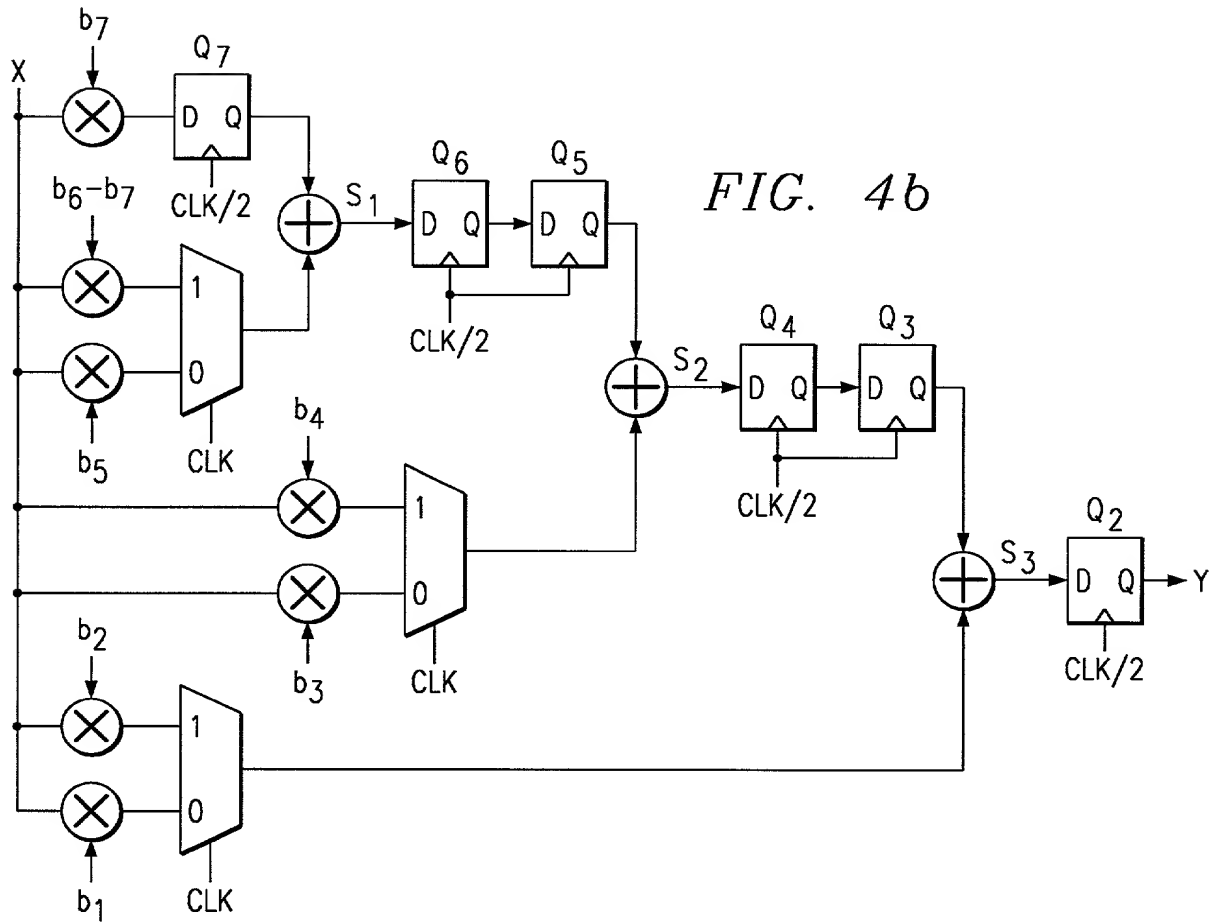 b7
X
Q7
D Q
CLK/2
b6–b7
S1
Q6
Q5
D Q
D Q
FIG. 4b
CLK/2
1
0
b5
CLK
S2
Q4
Q3
D Q
D Q
CLK/2
b4
1
0
b3
CLK
S3
Q2
D Q
Y
CLK/2
b2
1
0
b1
CLK